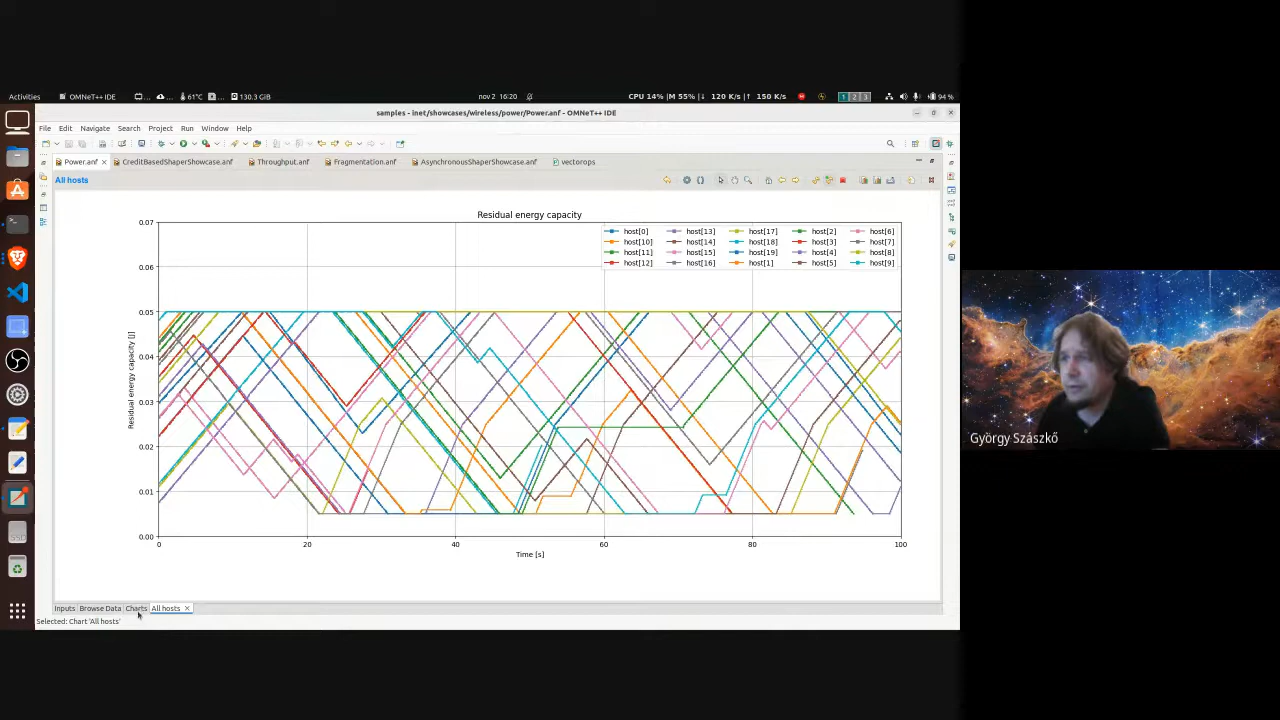 Activities OMNeT++ IDE 61°C 130.3 GiB nov 2 16:20 CPU 14% M 55% 120 K/s 150 K/s 94 %
samples - inet/showcases/wireless/power/Power.anf - OMNeT++ IDE
File Edit Navigate Search Project Run Window Help
Power.anf CreditBasedShaperShowcase.anf Throughput.anf Fragmentation.anf AsynchronousShaperShowcase.anf vectorops
All hosts
Residual energy capacity
0.07
host[0] host[13] host[17] host[2] host[6]
host[10] host[14] host[18] host[3] host[7]
host[11] host[15] host[19] host[4] host[8]
host[12] host[16] host[1] host[5] host[9]
0.06
0.05
0.04
Residual energy capacity [J]
0.03
0.02
0.01
0.00
0 20 40 60 80 100
Time [s]
György Szászkő
Inputs Browse Data Charts All hosts
Selected: Chart 'All hosts'